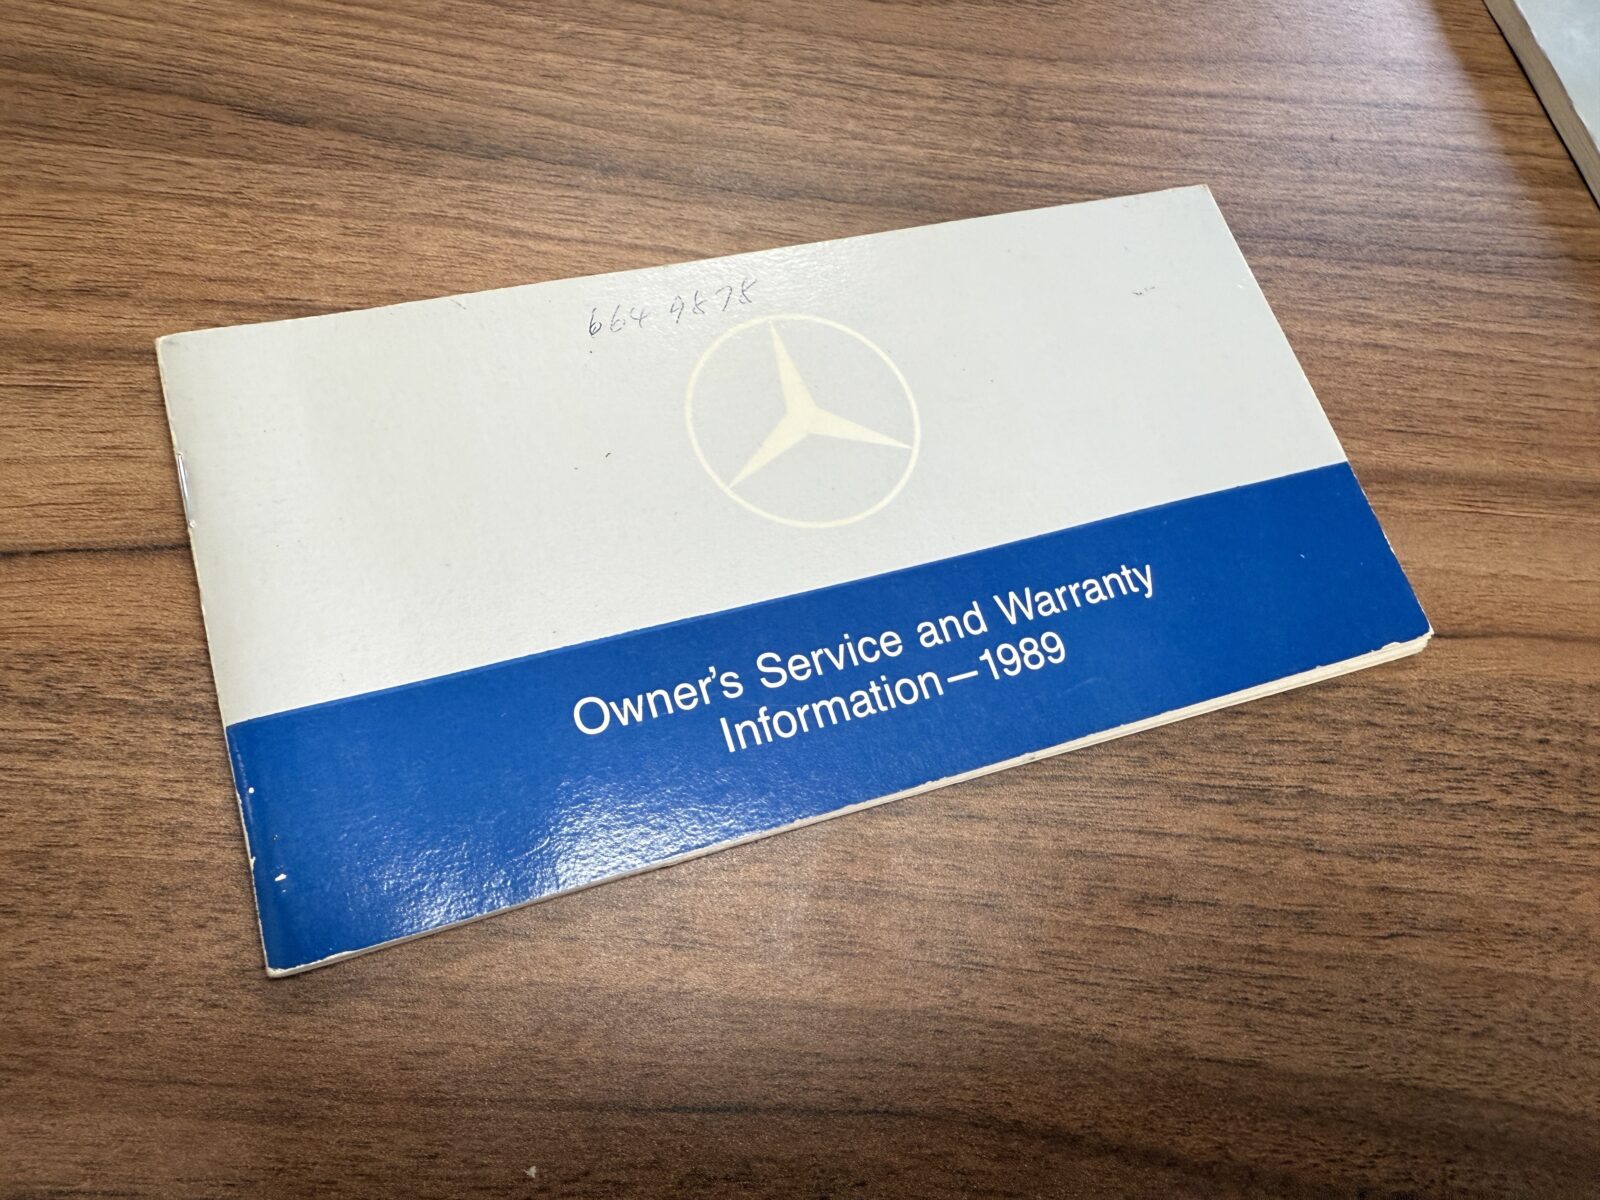 664 9878
Owner's Service and Warranty
Information—1989